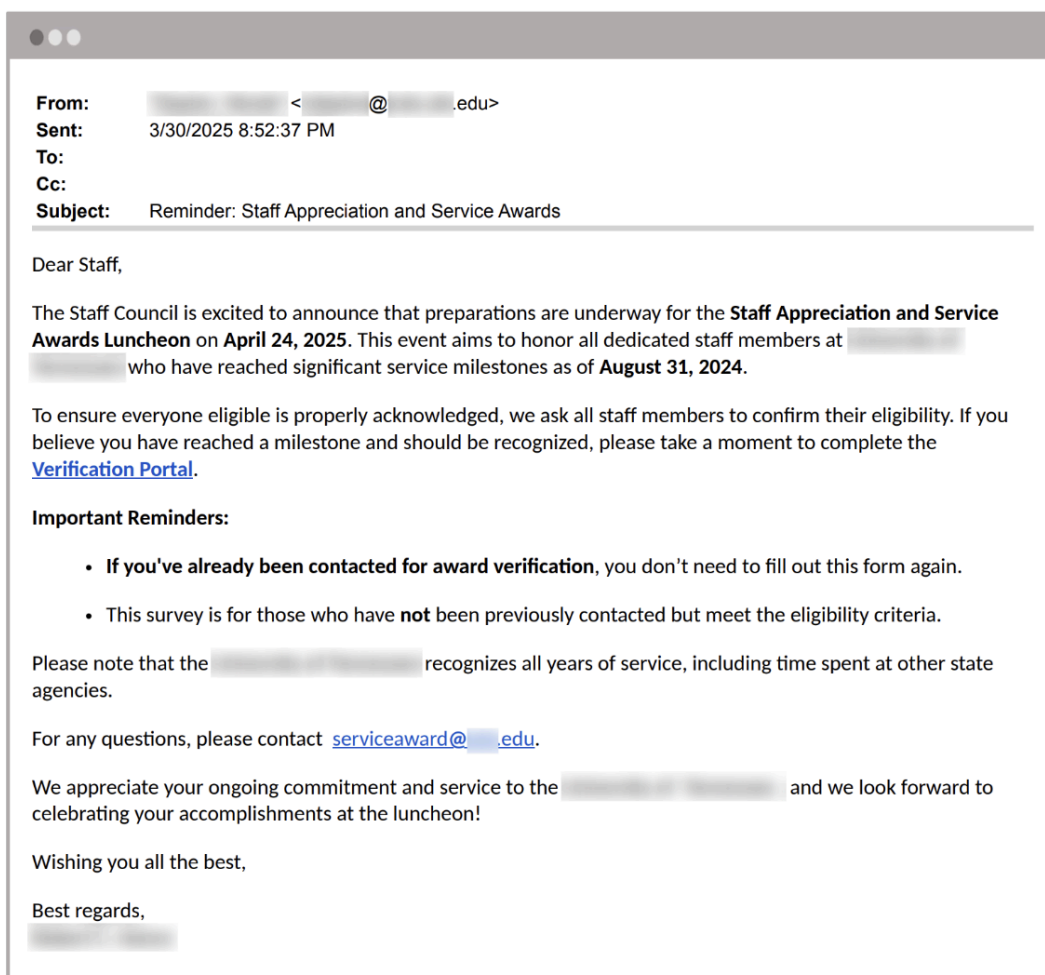 From: < @ .edu>
Sent: 3/30/2025 8:52:37 PM
To:
Cc:
Subject: Reminder: Staff Appreciation and Service Awards
Dear Staff,
The Staff Council is excited to announce that preparations are underway for the Staff Appreciation and Service
Awards Luncheon on April 24, 2025. This event aims to honor all dedicated staff members at
who have reached significant service milestones as of August 31, 2024.
To ensure everyone eligible is properly acknowledged, we ask all staff members to confirm their eligibility. If you
believe you have reached a milestone and should be recognized, please take a moment to complete the
Verification Portal.
Important Reminders:
• If you've already been contacted for award verification, you don’t need to fill out this form again.
• This survey is for those who have not been previously contacted but meet the eligibility criteria.
Please note that the recognizes all years of service, including time spent at other state
agencies.
For any questions, please contact serviceaward@ .edu.
We appreciate your ongoing commitment and service to the and we look forward to
celebrating your accomplishments at the luncheon!
Wishing you all the best,
Best regards,